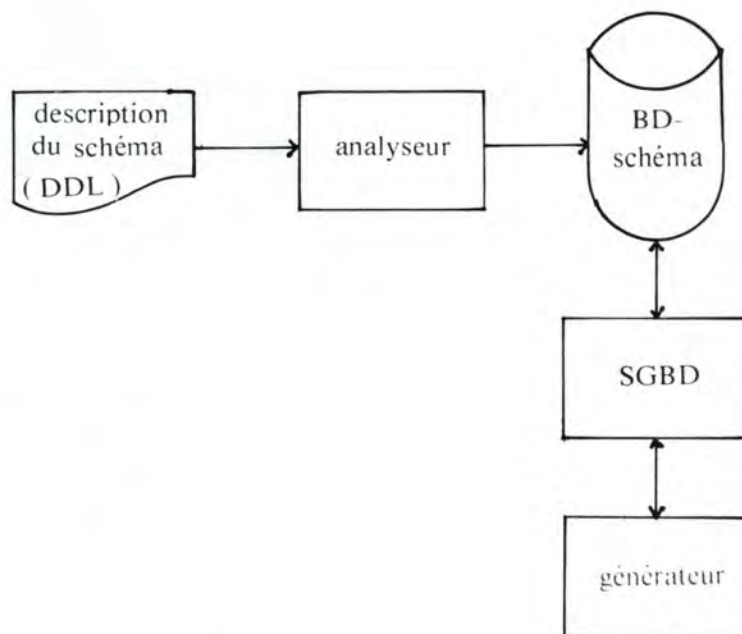 description
du schéma
( DDL )
analyseur
BD-
schéma
SGBD
générateur